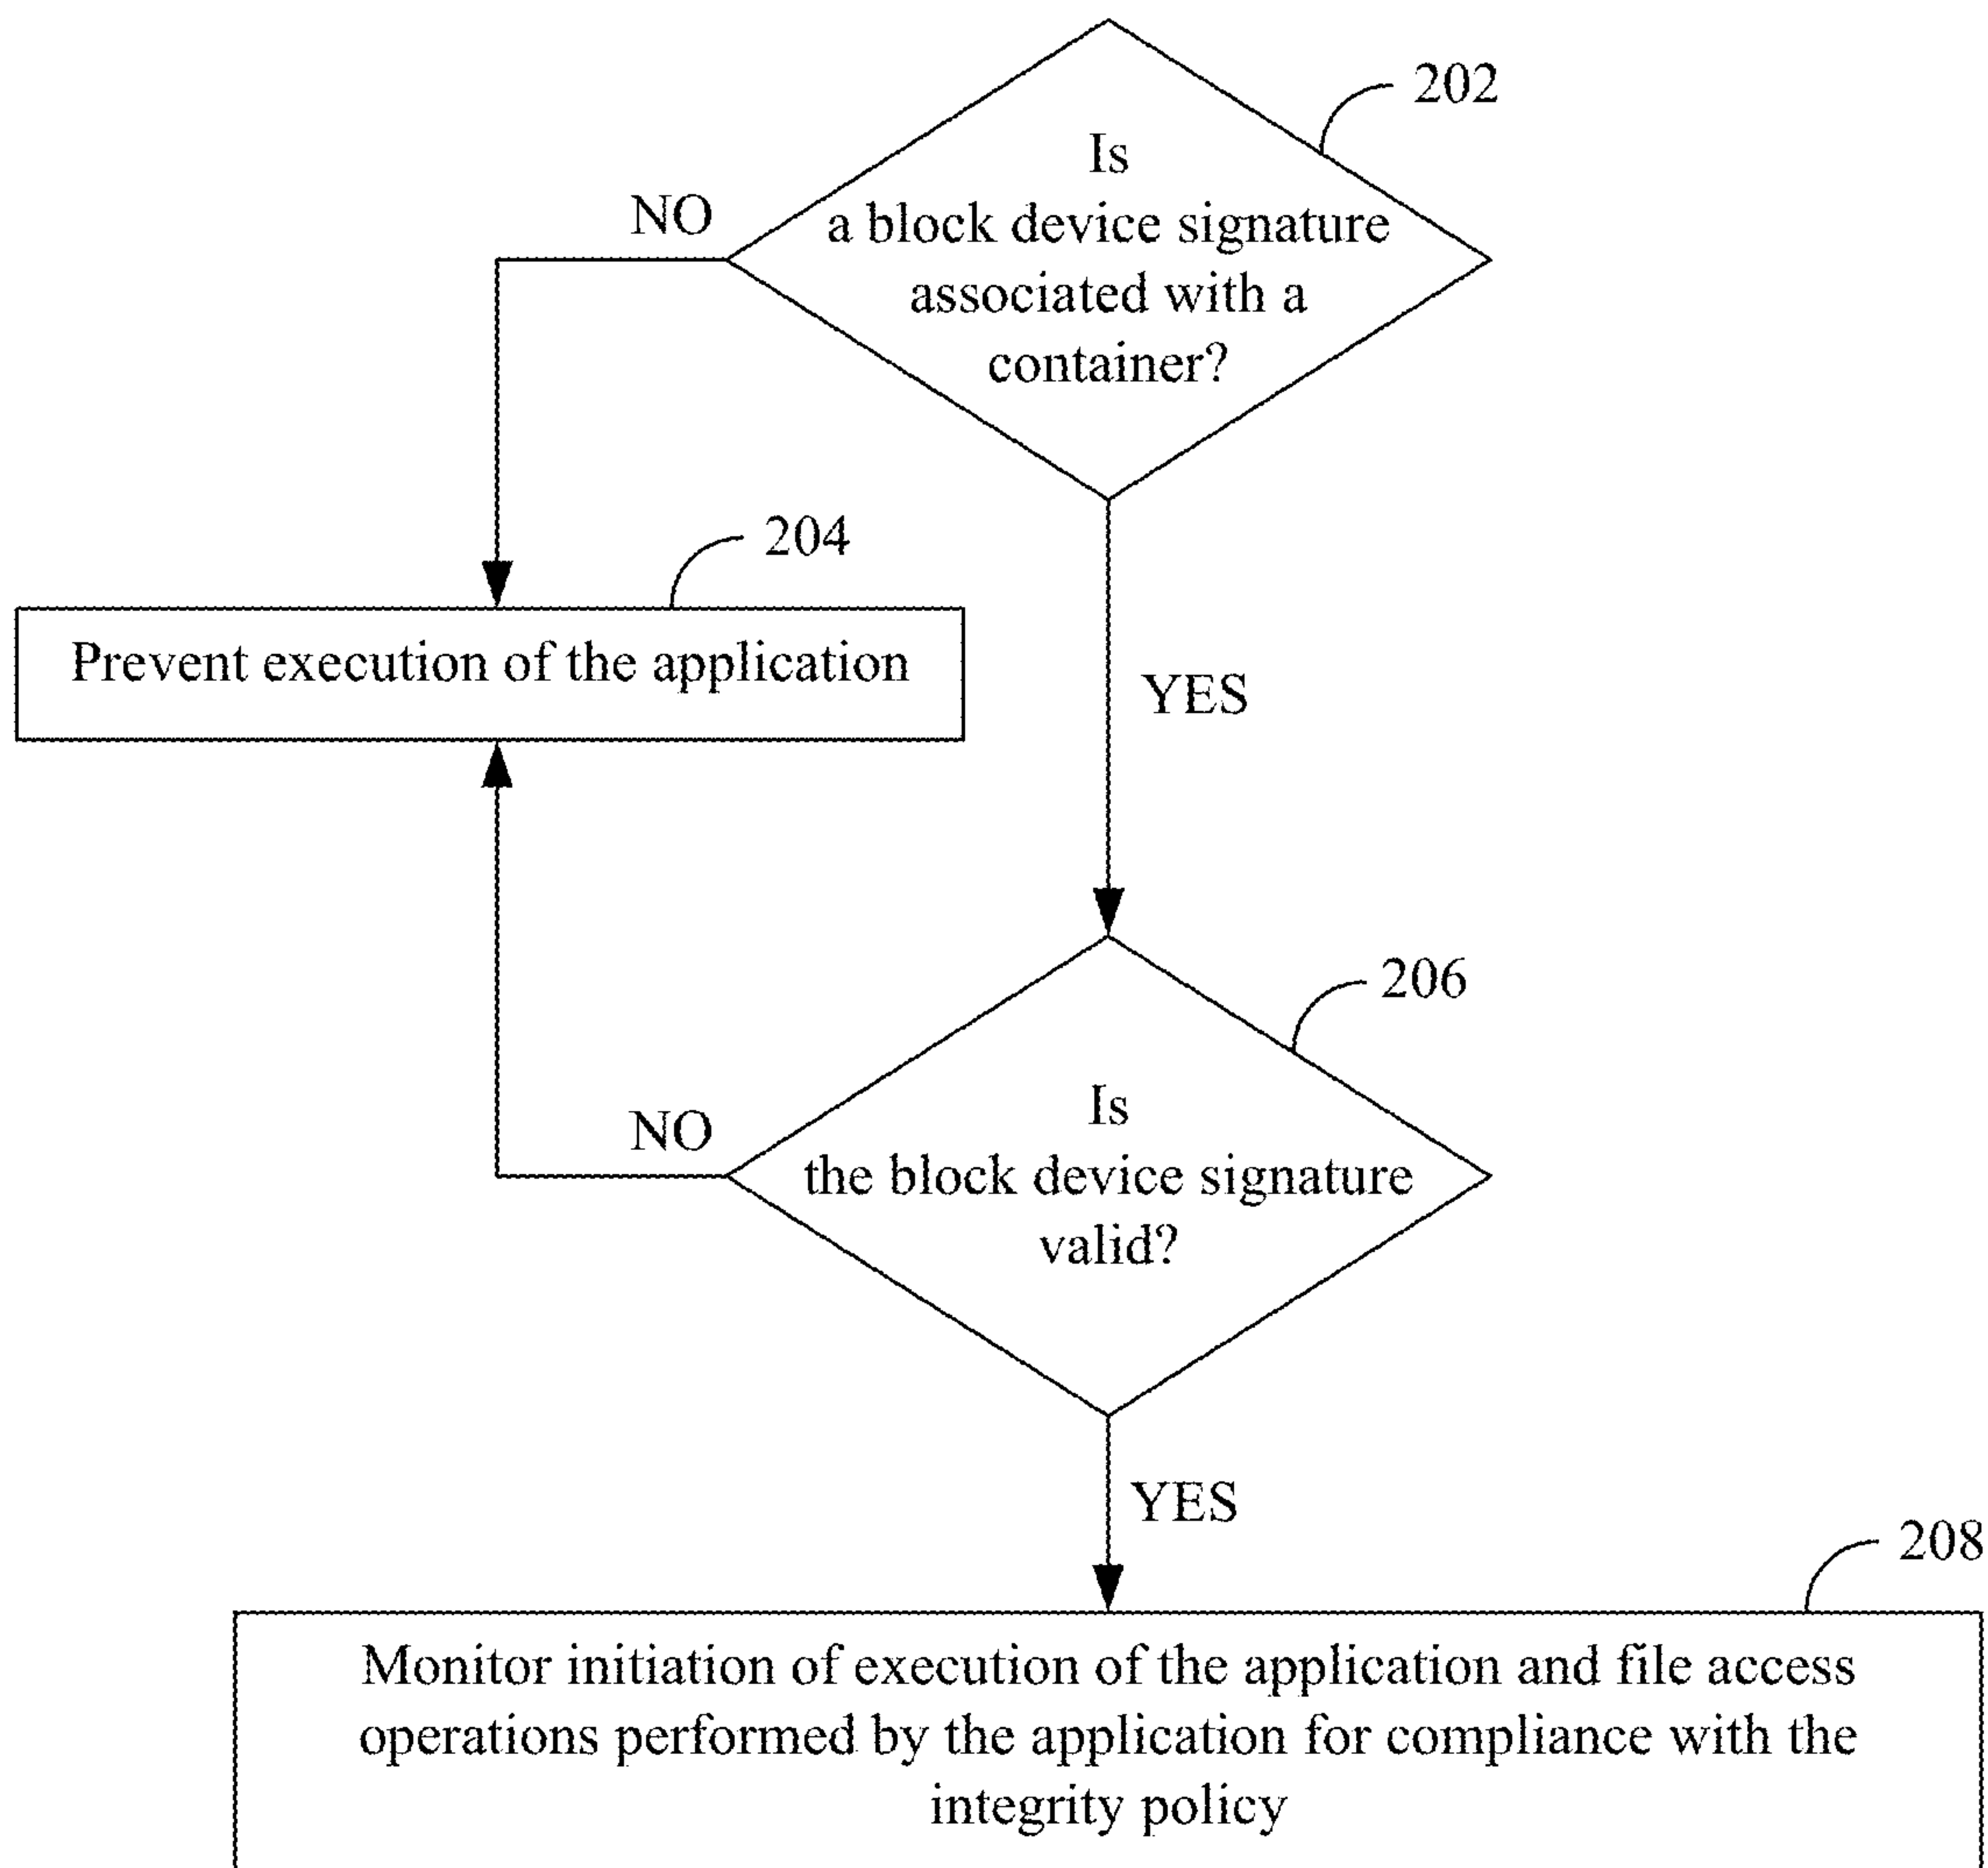 202
Is
a block device signature
associated with a
container?
NO
204
Prevent execution of the application
YES
206
Is
the block device signature
valid?
NO
YES
208
Monitor initiation of execution of the application and file access
operations performed by the application for compliance with the
integrity policy